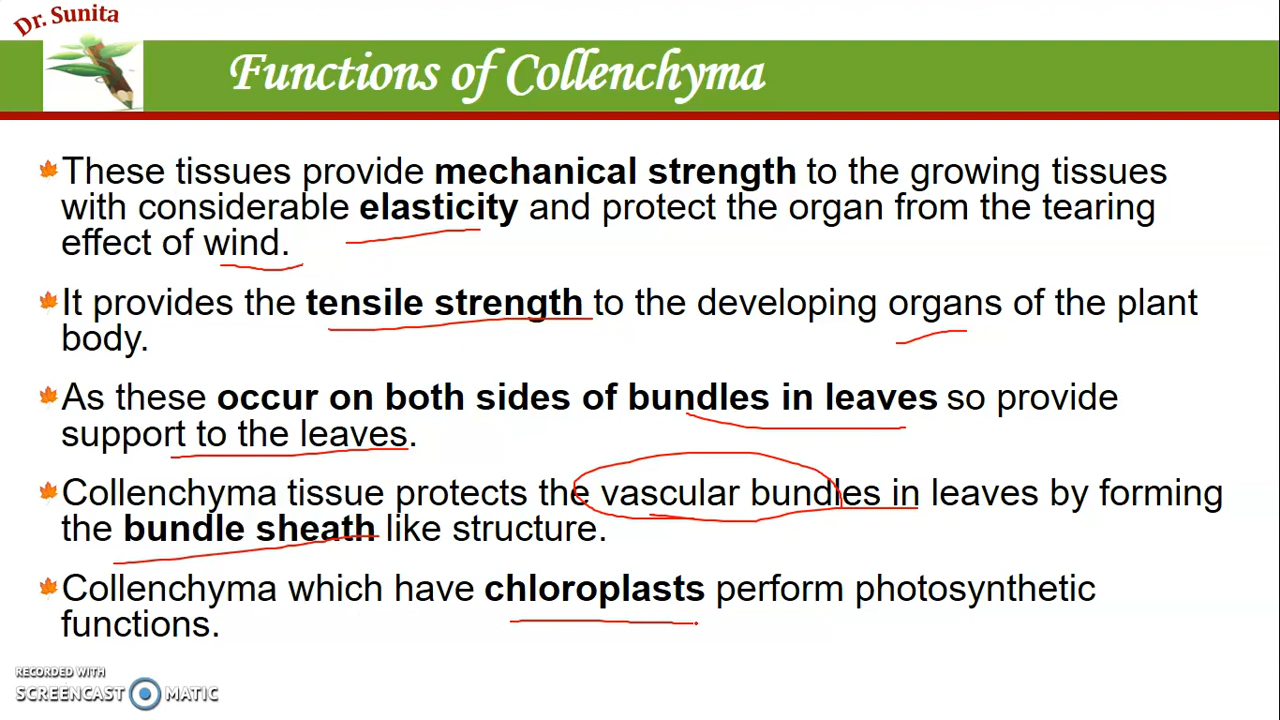 Dr. Sunita
Functions of Collenchyma
These tissues provide mechanical strength to the growing tissues
with considerable elasticity and protect the organ from the tearing
effect of wind.
It provides the tensile strength to the developing organs of the plant
body.
As these occur on both sides of bundles in leaves so provide
support to the leaves.
Collenchyma tissue protects the vascular bundles in leaves by forming
the bundle sheath like structure.
Collenchyma which have chloroplasts perform photosynthetic
functions.
RECORDED WITH
SCREENCAST MATIC